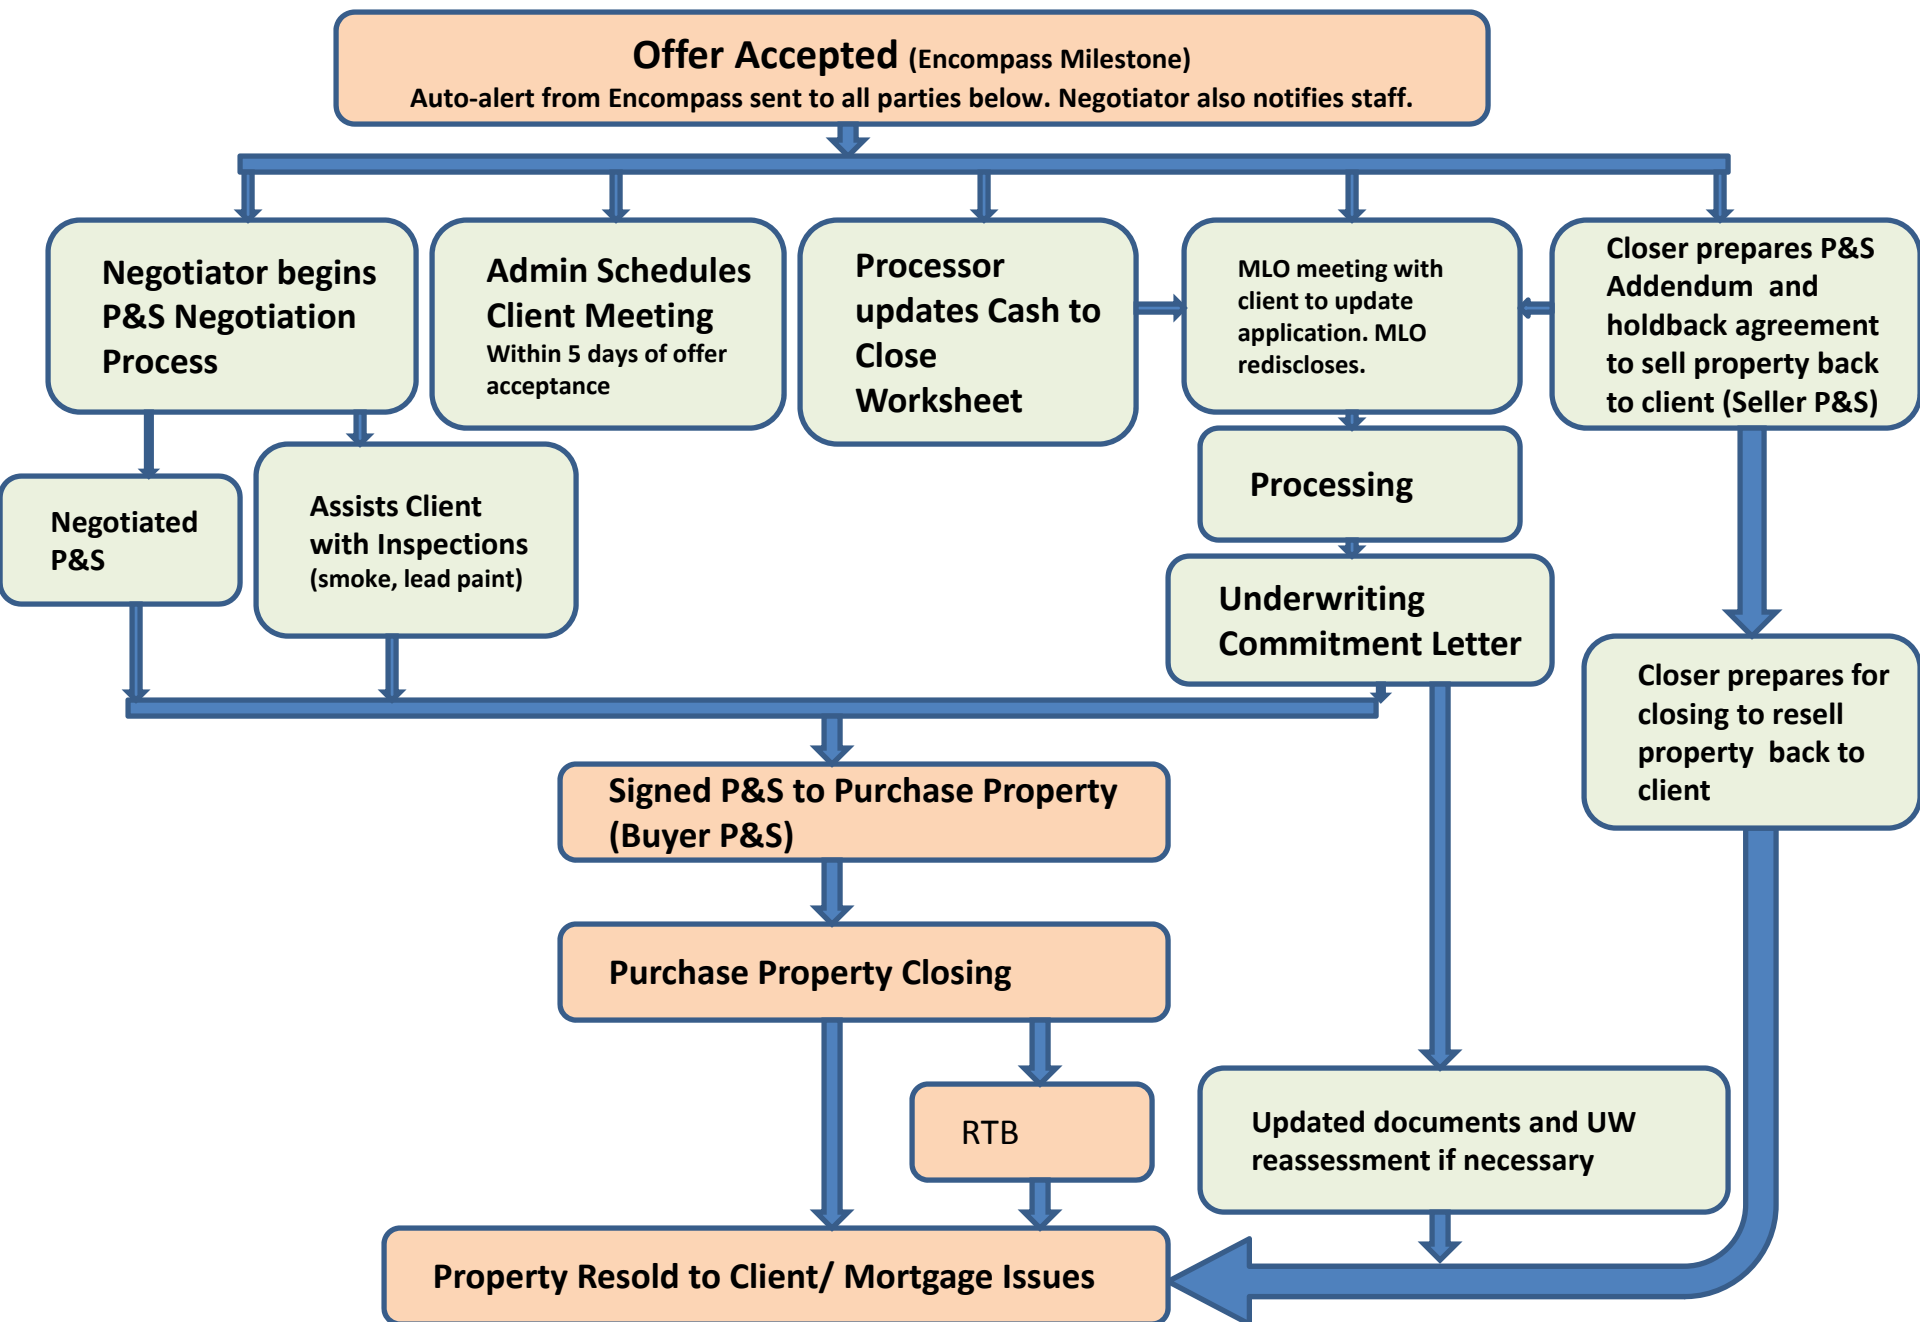 Offer Accepted (Encompass Milestone)
Auto-alert from Encompass sent to all parties below. Negotiator also notifies staff.
Negotiator begins
P&S Negotiation
Process
Admin Schedules
Client Meeting
Within 5 days of offer
acceptance
Processor
updates Cash to
Close
Worksheet
MLO meeting with
client to update
application. MLO
rediscloses.
Closer prepares P&S
Addendum and
holdback agreement
to sell property back
to client (Seller P&S)
Negotiated
P&S
Assists Client
with Inspections
(smoke, lead paint)
Processing
Underwriting
Commitment Letter
Closer prepares for
closing to resell
property back to
client
Signed P&S to Purchase Property
(Buyer P&S)
Purchase Property Closing
RTB
Updated documents and UW
reassessment if necessary
Property Resold to Client/ Mortgage Issues